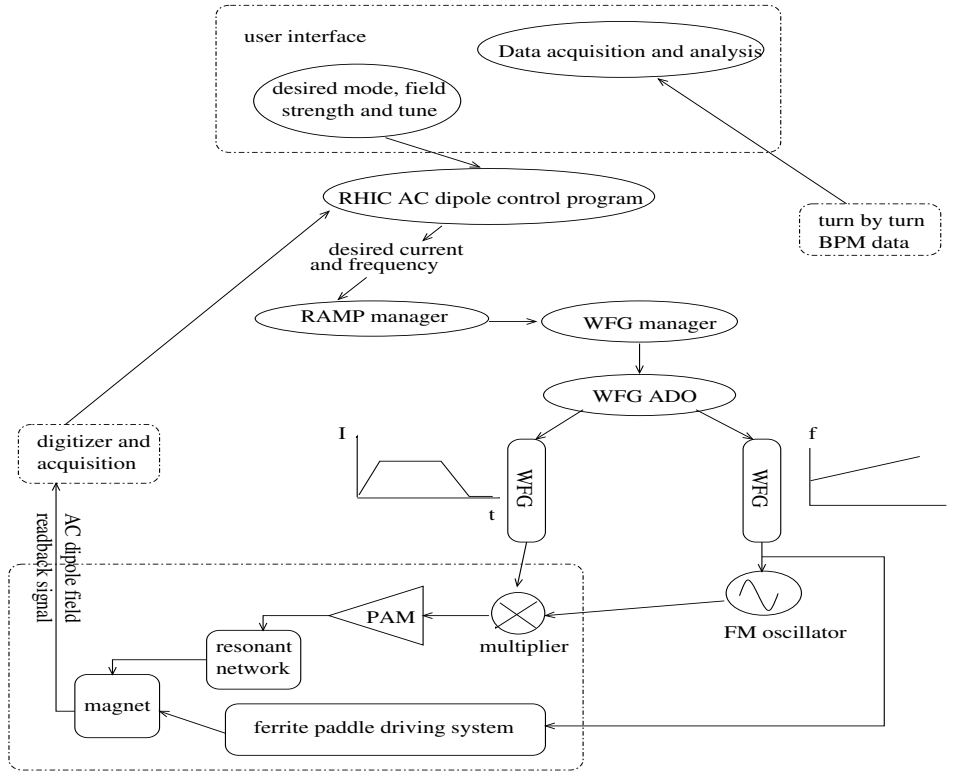 user interface
Data acquisition and analysis
desired mode, field
strength and tune
RHIC AC dipole control program
turn by turn
BPM data
desired current
and frequency
RAMP manager
WFG manager
WFG ADO
digitizer and
acquisition
I
t
WFG
WFG
f
AC dipole field
readback signal
PAM
multiplier
FM oscillator
resonant
network
magnet
ferrite paddle driving system